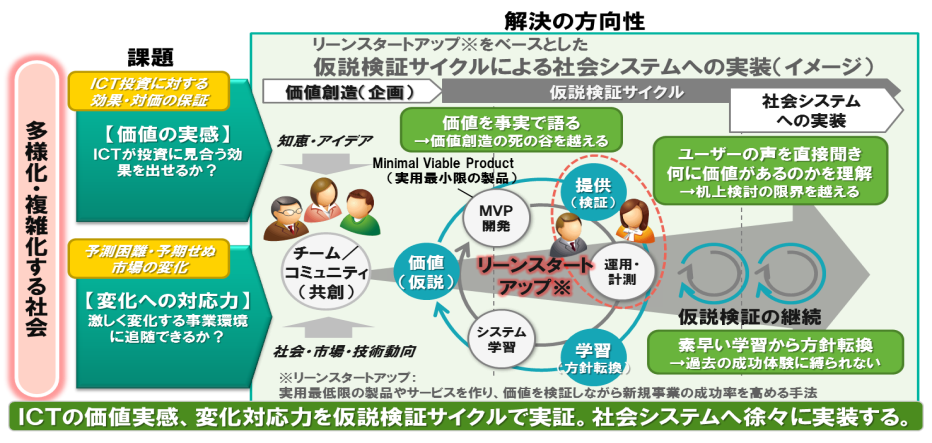 解決の方向性
課題
多様化・複雑化する社会
ICT投資に対する
効果・対価の保証
【価値の実感】
ICTが投資に見合う効
果を出せるか？
予測困難・予期せぬ
市場の変化
【変化への対応力】
激しく変化する事業環境
に追随できるか？
リーンスタートアップ※をベースとした
仮説検証サイクルによる社会システムへの実装（イメージ）
価値創造（企画）
仮説検証サイクル
社会システム
への実装
知恵・アイデア
価値を事実で語る
→価値創造の死の谷を越える
ユーザーの声を直接聞き
何に価値があるのかを理解
→机上検討の限界を越える
Minimal Viable Product
（実用最小限の製品）
チーム／
コミュニティ
（共創）
社会・市場・技術動向
MVP
開発
提供
（検証）
価値
（仮説）
リーンスタート
アップ※
運用・
計測
システム
学習
学習
（方針転換）
仮説検証の継続
素早い学習から方針転換
→過去の成功体験に縛られない
※リーンスタートアップ：
実用最低限の製品やサービスを作り、価値を検証しながら新規事業の成功率を高める手法
ICTの価値実感、変化対応力を仮説検証サイクルで実証。社会システムへ徐々に実装する。